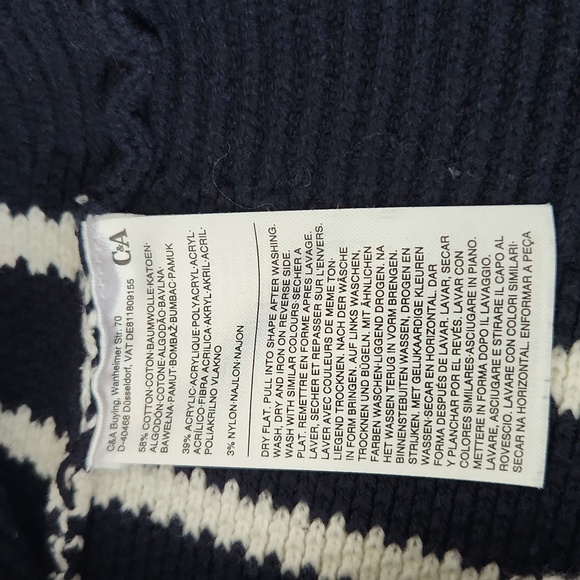 C&A
C&A Buying, Wanheimer Str. 70
D-40468 Düsseldorf, VAT DE811809155
58% COTTON·COTON·BAUMWOLLE·KATOEN·
ALGODÓN·COTONE·ALGODÃO·BAVLNA·
BAWEŁNA·PAMUT·BOMBAŽ·BUMBAC·PAMUK
39% ACRYLIC·ACRYLIQUE·POLYACRYL·ACRYL·
ACRÍLICO·FIBRA ACRILICA·AKRYL·AKRIL·ACRIL·
POLIAKRILNO VLAKNO
3% NYLON·NAJLON·NAJON
DRY FLAT. PULL INTO SHAPE AFTER WASHING.
WASH, DRY AND IRON ON REVERSE SIDE.
WASH WITH SIMILAR COLOURS·SECHER A
PLAT. REMETTRE EN FORME APRES LAVAGE.
LAVER, SECHER ET REPASSER SUR L'ENVERS.
LAVER AVEC COULEURS DE MEME TON·
LIEGEND TROCKNEN. NACH DER WÄSCHE
IN FORM BRINGEN. AUF LINKS WASCHEN,
TROCKNEN UND BÜGELN. MIT ÄHNLICHEN
FARBEN WASCHEN·LIGGEND DROGEN. NA
HET WASSEN TERUG IN VORM BRENGEN.
BINNENSTEBUITEN WASSEN, DROGEN EN
STRIJKEN. MET GELIJKAARDIGE KLEUREN
WASSEN·SECAR EN HORIZONTAL. DAR
FORMA DESPUÉS DE LAVAR. LAVAR, SECAR
Y PLANCHAR POR EL REVÉS. LAVAR CON
COLORES SIMILARES·ASCIUGARE IN PIANO.
METTERE IN FORMA DOPO IL LAVAGGIO.
LAVARE, ASCIUGARE E STIRARE IL CAPO AL
ROVESCIO. LAVARE CON COLORI SIMILARI·
SECAR NA HORIZONTAL. ENFORMAR A PEÇA